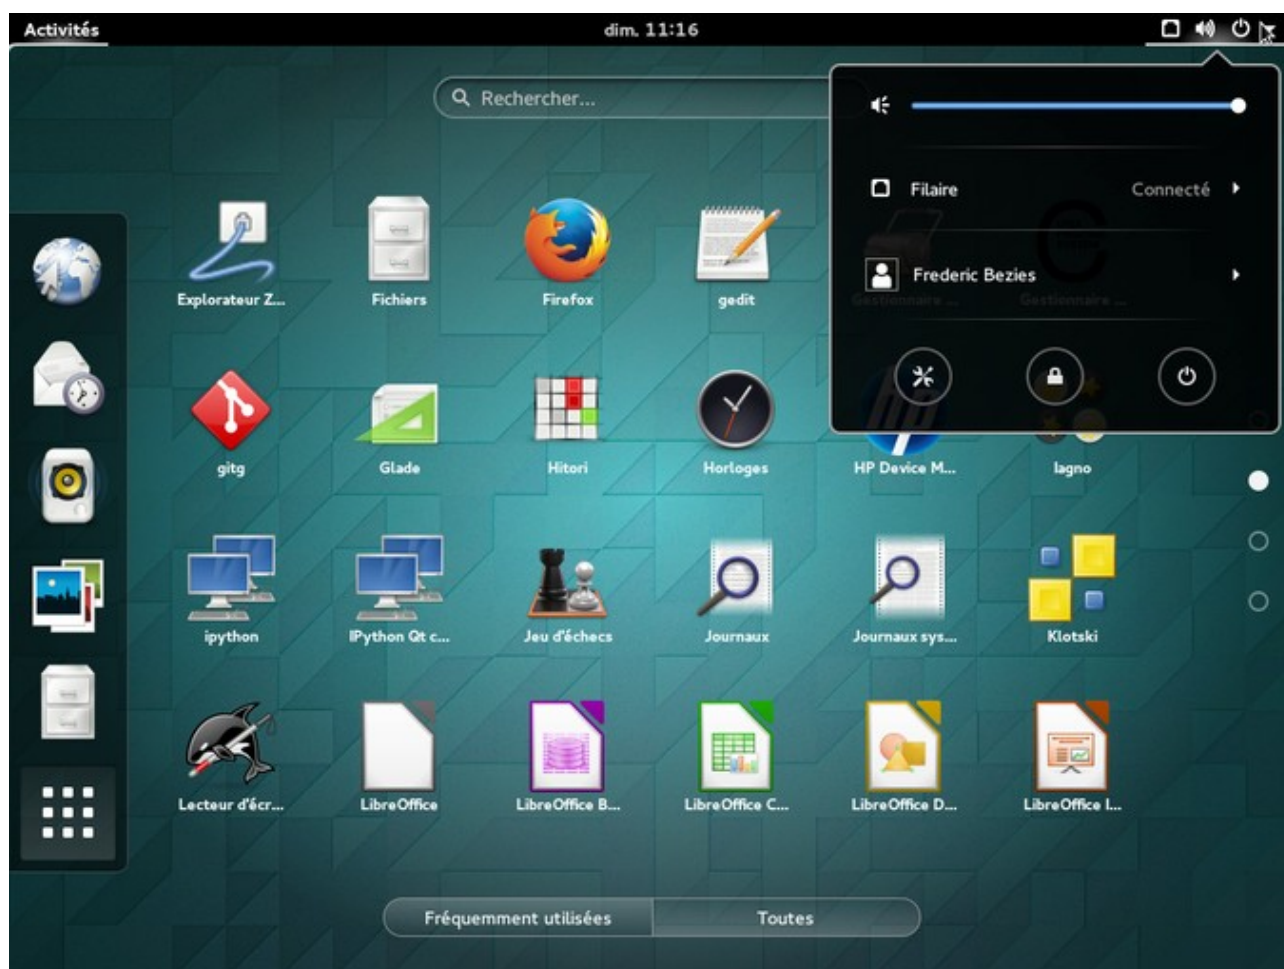 Activités
dim. 11:16
Rechercher...
Filaire
Connecté
Frederic Bezies
Explorateur Z...
Fichiers
Firefox
gedit
Gestionnaire ...
Gestionnaire ...
gitg
Glade
Hitori
Horloges
HP Device M...
Iagno
ipython
IPython Qt c...
Jeu d'échecs
Journaux
Journaux sys...
Klotski
Lecteur d'écr...
LibreOffice
LibreOffice B...
LibreOffice C...
LibreOffice D...
LibreOffice I...
Fréquemment utilisées
Toutes